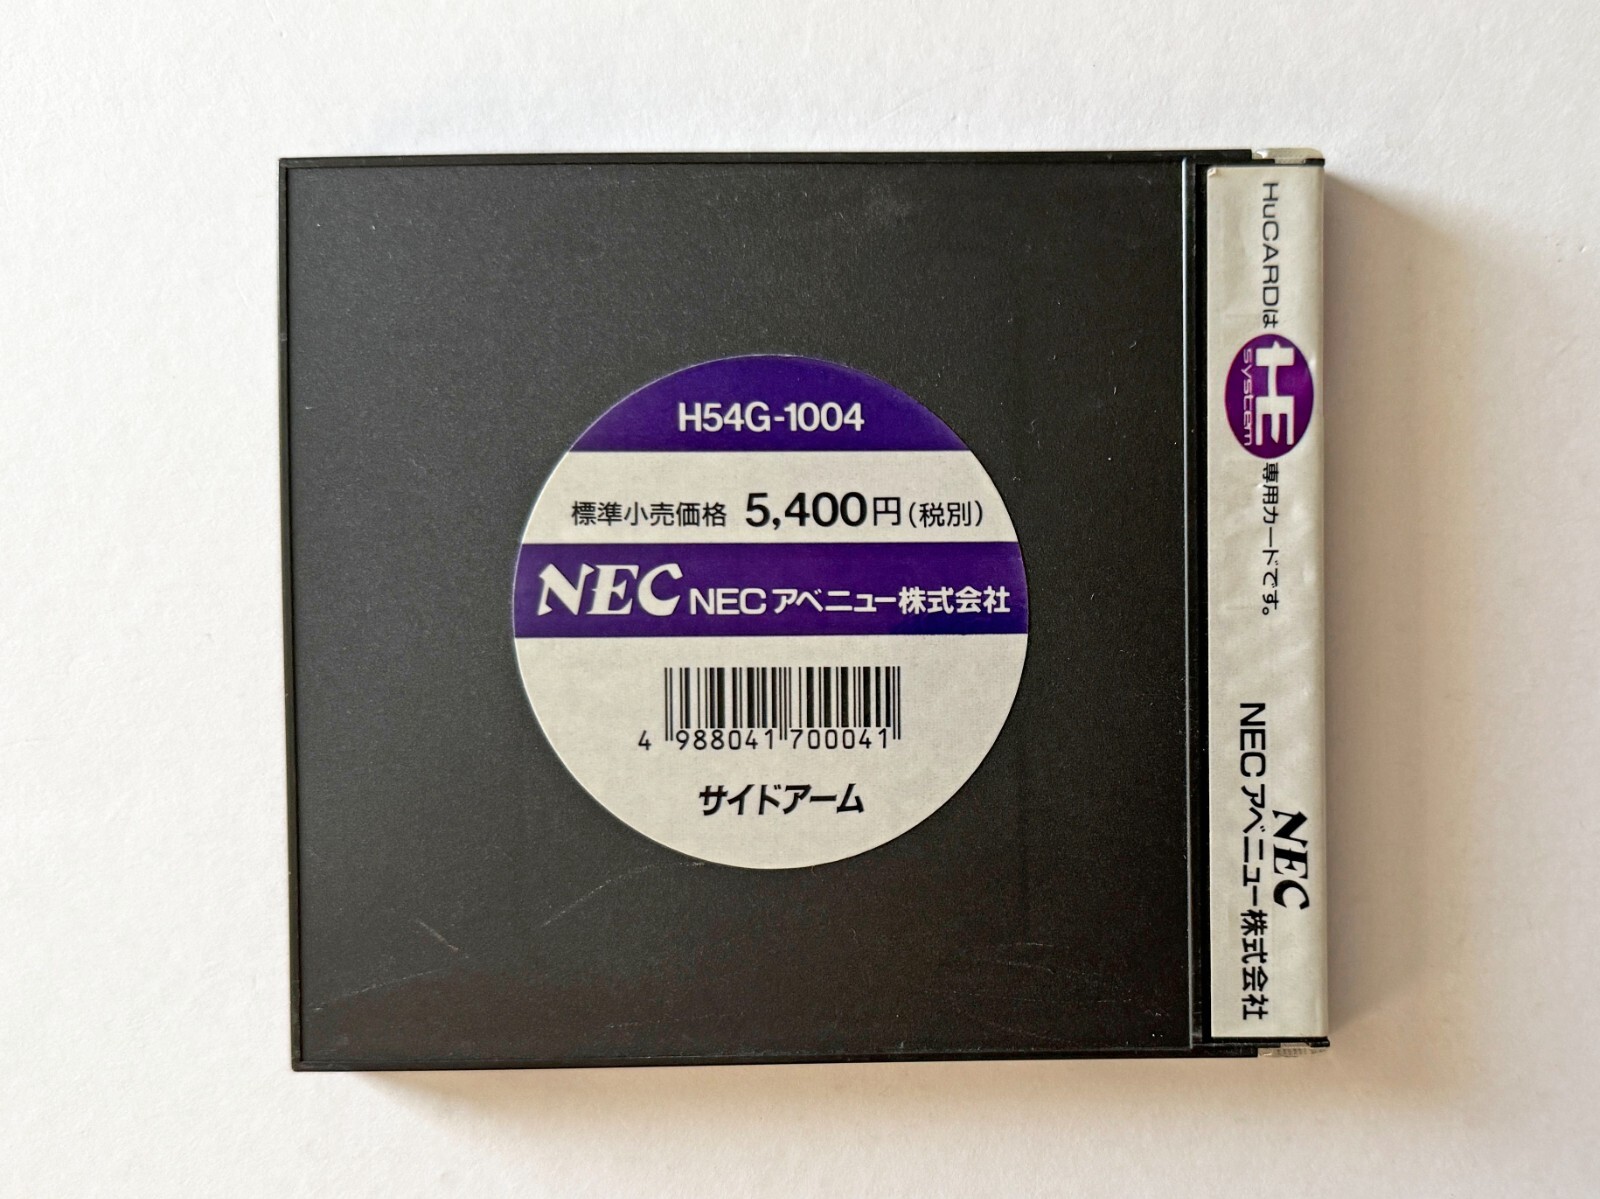 H54G-1004
標準小売価格 5,400円(税別)
NEC NECアベニュー株式会社
4 988041 700041
サイドアーム
HuCARDは HE system 専用カードです。
NEC
NECアベニュー株式会社